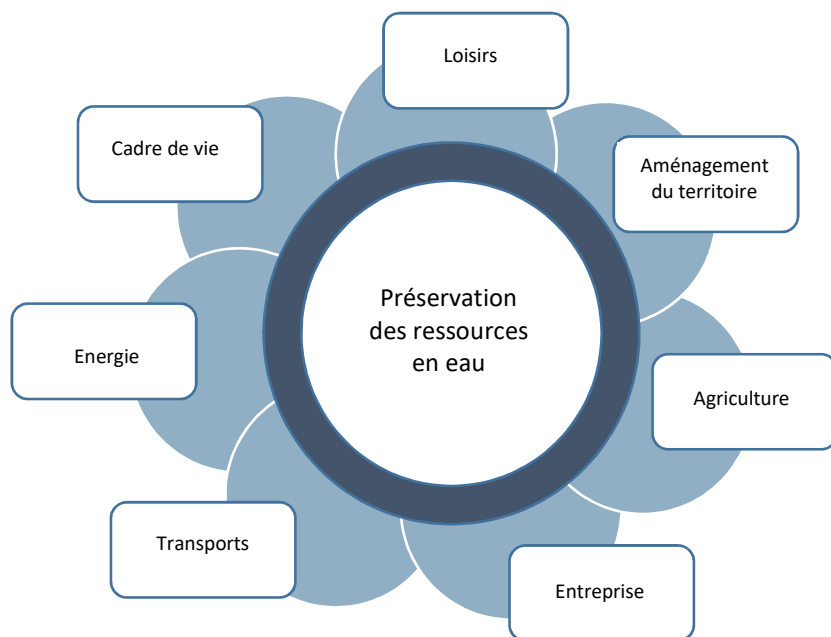 Loisirs
Cadre de vie
Aménagement
du territoire
Préservation
des ressources
en eau
Energie
Agriculture
Transports
Entreprise